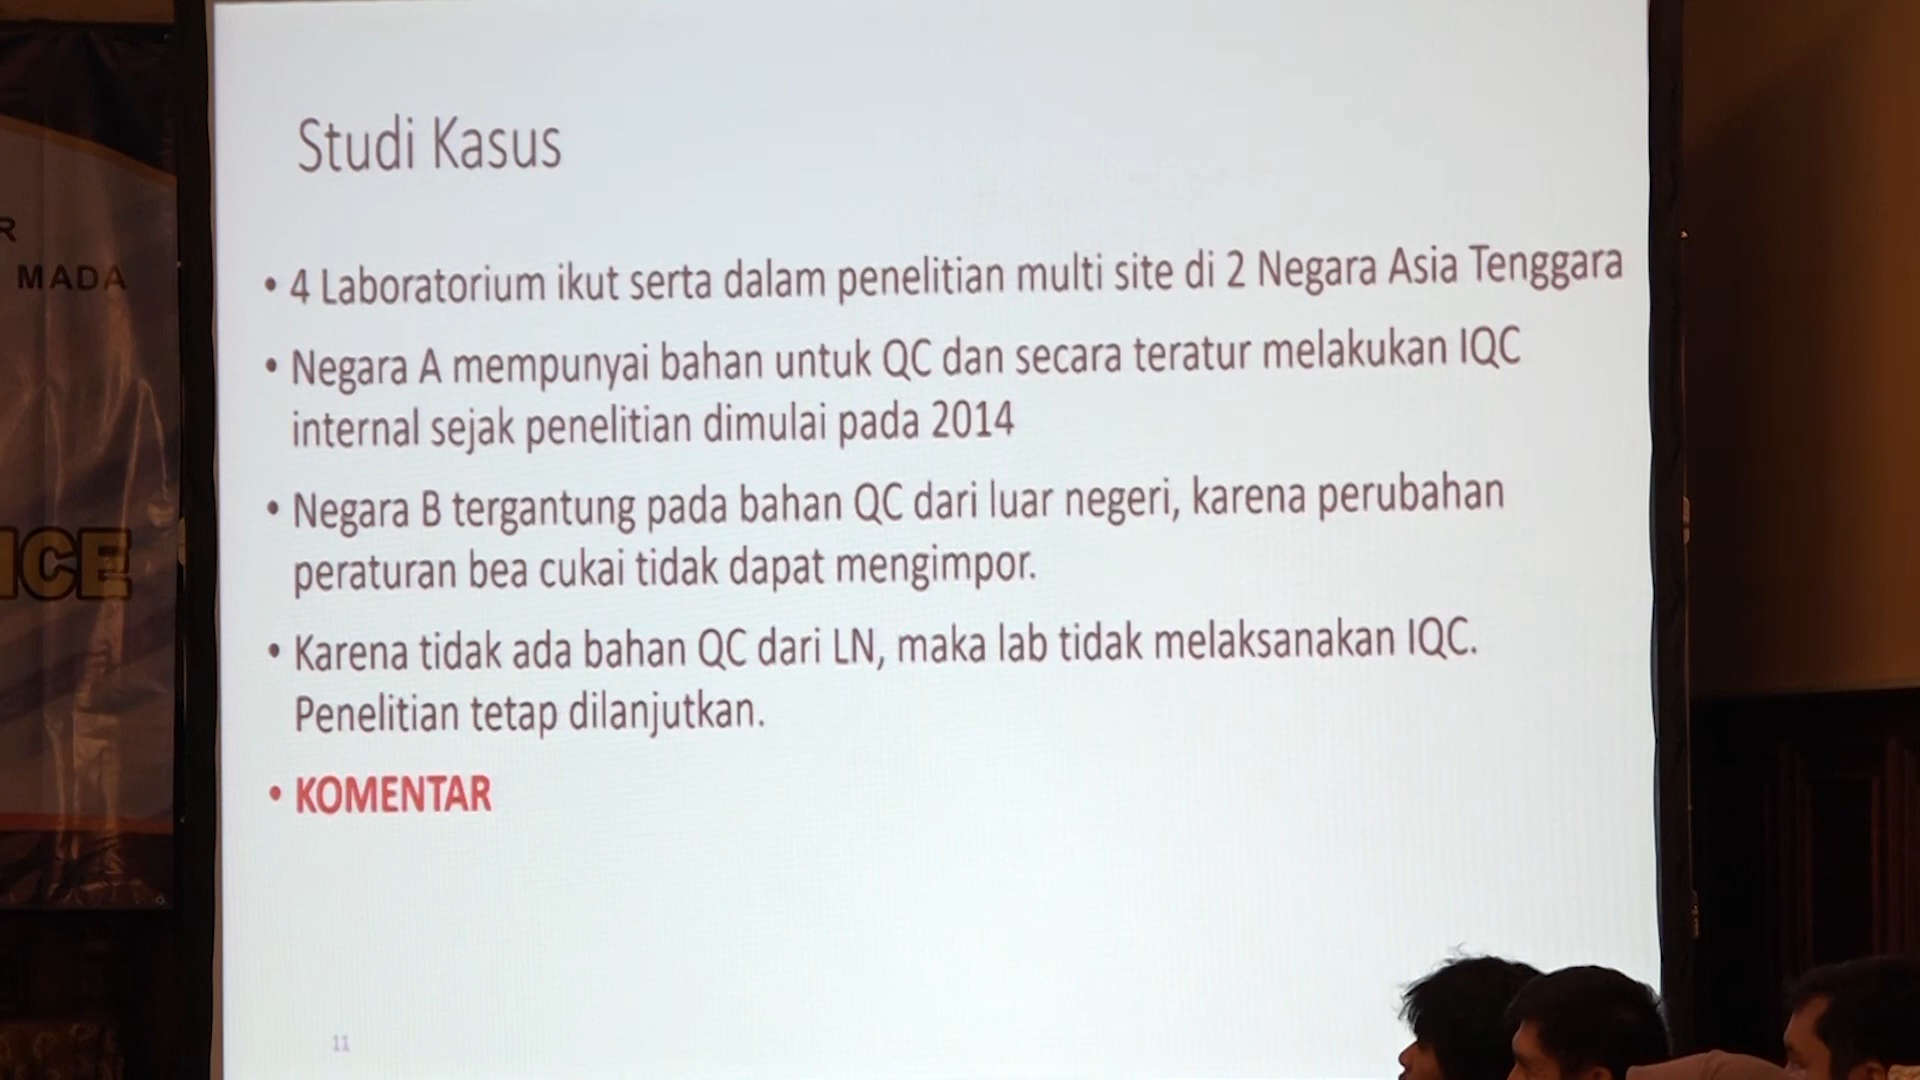 Studi Kasus
• 4 Laboratorium ikut serta dalam penelitian multi site di 2 Negara Asia Tenggara
• Negara A mempunyai bahan untuk QC dan secara teratur melakukan IQC
internal sejak penelitian dimulai pada 2014
• Negara B tergantung pada bahan QC dari luar negeri, karena perubahan
peraturan bea cukai tidak dapat mengimpor.
• Karena tidak ada bahan QC dari LN, maka lab tidak melaksanakan IQC.
Penelitian tetap dilanjutkan.
• KOMENTAR
11
R
MADA
ICE